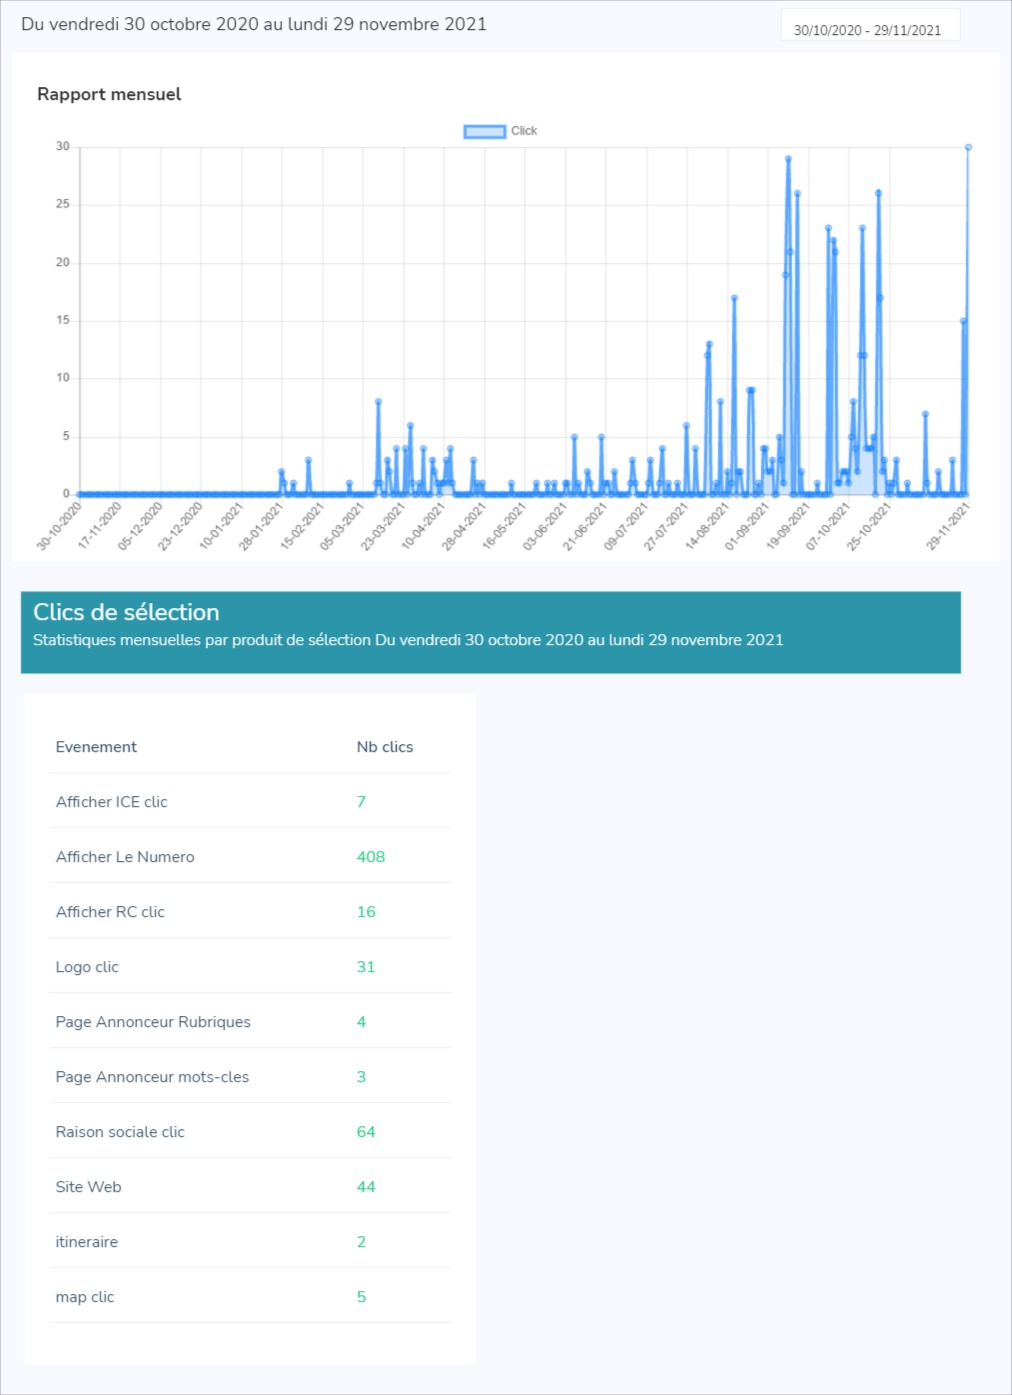 Du vendredi 30 octobre 2020 au lundi 29 novembre 2021
30/10/2020 - 29/11/2021
Rapport mensuel
Click
30
25
20
15
10
5
0
30-10-2020
17-11-2020
05-12-2020
23-12-2020
10-01-2021
28-01-2021
15-02-2021
05-03-2021
23-03-2021
10-04-2021
28-04-2021
16-05-2021
03-06-2021
21-06-2021
09-07-2021
27-07-2021
14-08-2021
01-09-2021
19-09-2021
07-10-2021
25-10-2021
29-11-2021
Clics de sélection
Statistiques mensuelles par produit de sélection Du vendredi 30 octobre 2020 au lundi 29 novembre 2021
Evenement Nb clics
Afficher ICE clic 7
Afficher Le Numero 408
Afficher RC clic 16
Logo clic 31
Page Annonceur Rubriques 4
Page Annonceur mots-cles 3
Raison sociale clic 64
Site Web 44
itineraire 2
map clic 5